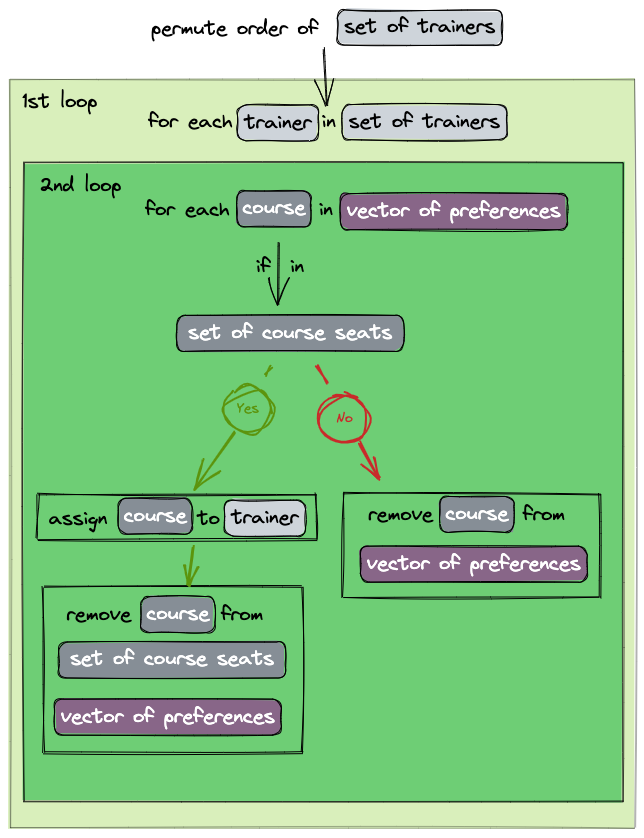 permute order of set of trainers
1st loop
for each trainer in set of trainers
2nd loop
for each course in vector of preferences
if in
set of course seats
Yes
No
assign course to trainer
remove course from
vector of preferences
remove course from
set of course seats
vector of preferences